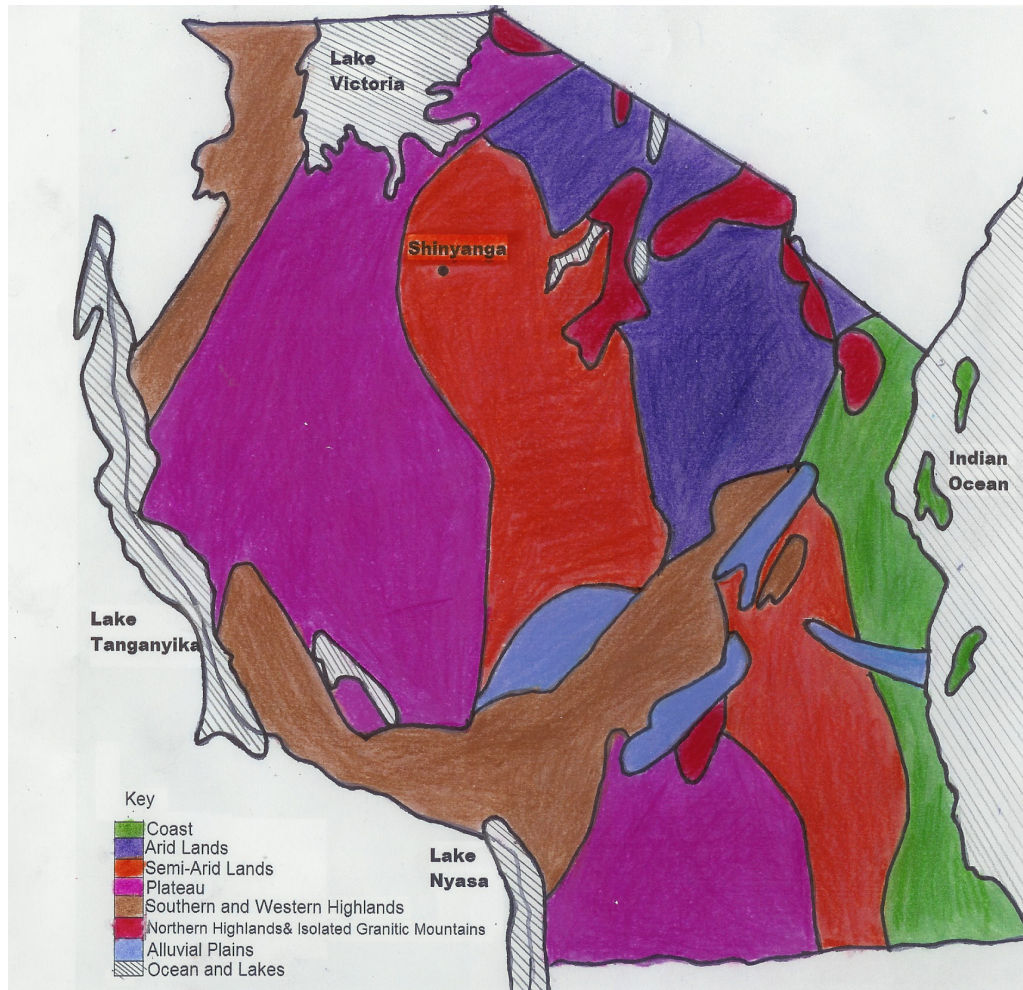 Lake
Victoria
Shinyanga
Indian
Ocean
Lake
Tanganyika
Lake
Nyasa
Key
Coast
Arid Lands
Semi-Arid Lands
Plateau
Southern and Western Highlands
Northern Highlands& Isolated Granitic Mountains
Alluvial Plains
Ocean and Lakes